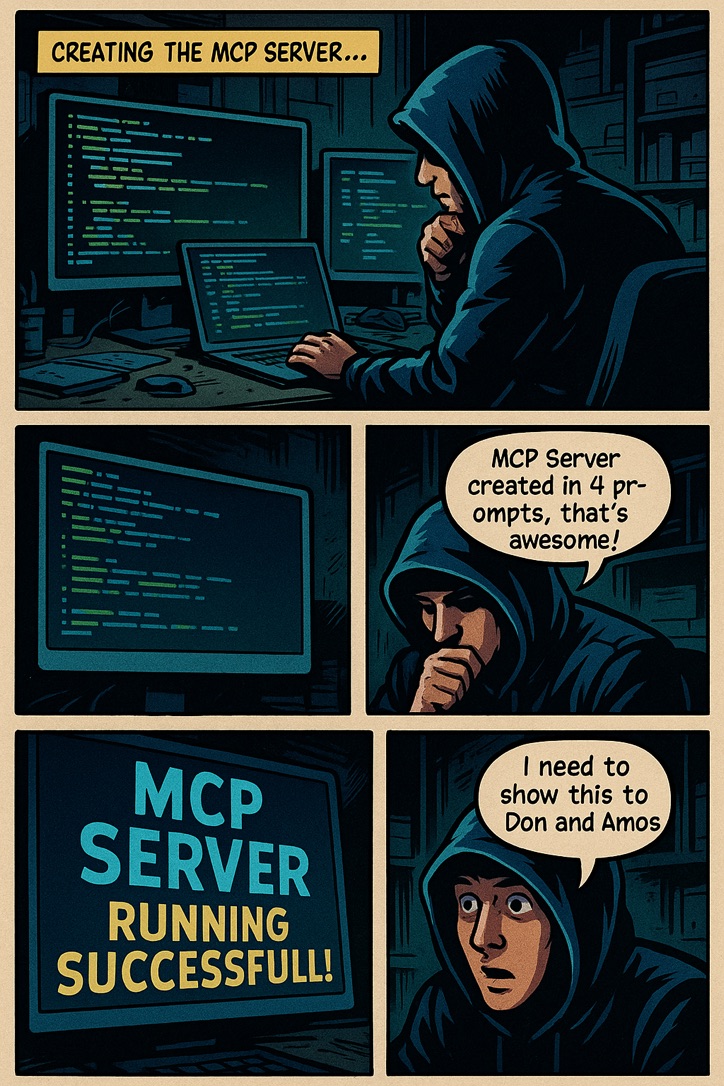 CREATING THE MCP SERVER...
MCP Server
created in 4 pr-
ompts, that's
awesome!
MCP
SERVER
RUNNING
SUCCESSFULL!
I need to
show this to
Don and Amos